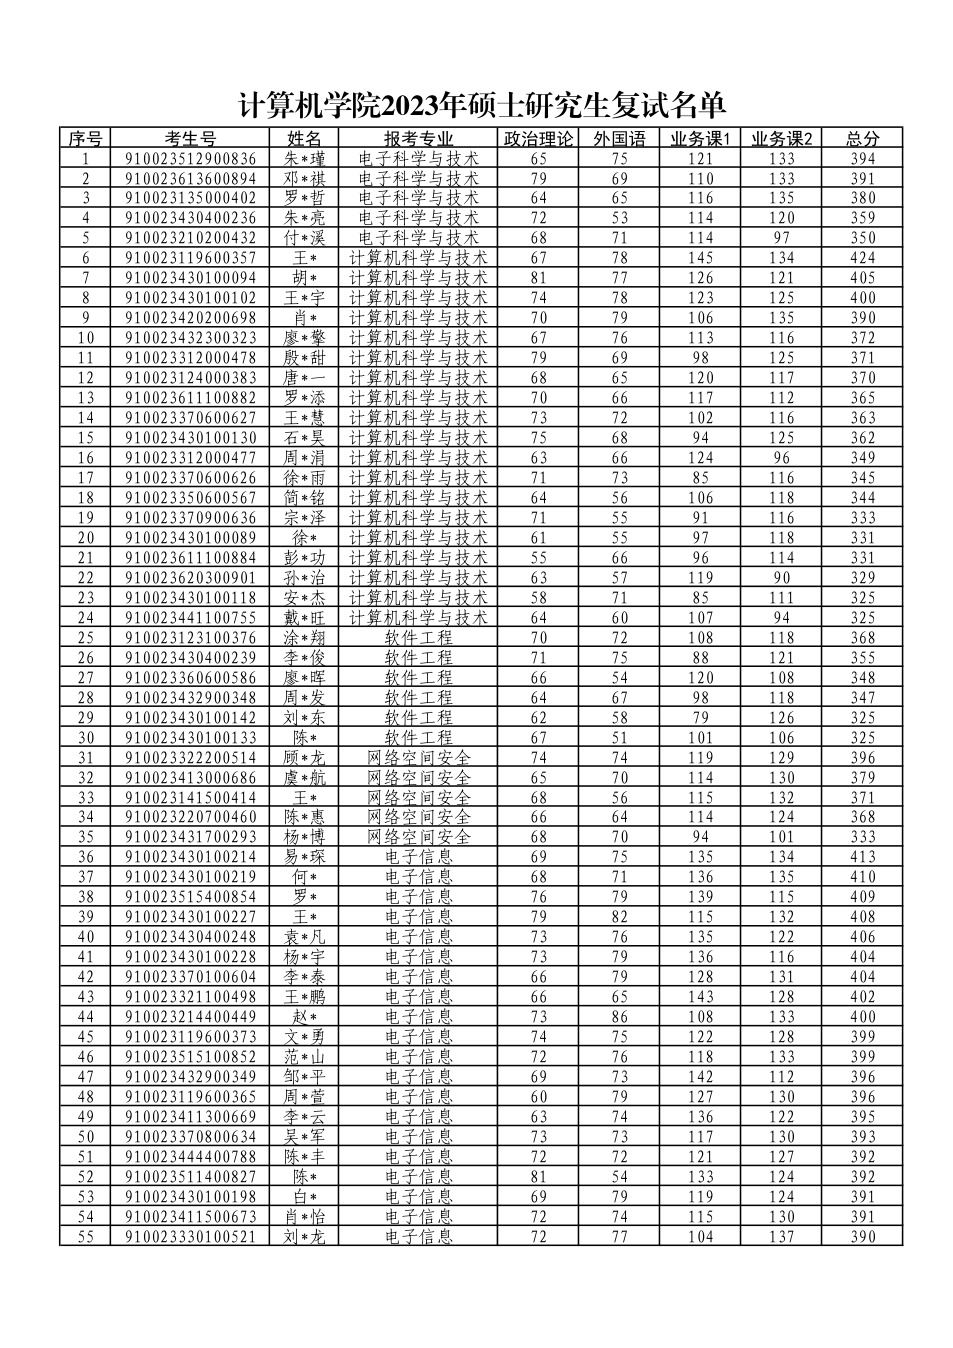 计算机学院2023年硕士研究生复试名单
序号 考生号 姓名 报考专业 政治理论 外国语 业务课1 业务课2 总分
1 910023512900836 朱*瑾 电子科学与技术 65 75 121 133 394
2 910023613600894 邓*祺 电子科学与技术 79 69 110 133 391
3 910023135000402 罗*哲 电子科学与技术 64 65 116 135 380
4 910023430400236 朱*亮 电子科学与技术 72 53 114 120 359
5 910023210200432 付*溪 电子科学与技术 68 71 114 97 350
6 910023119600357 王* 计算机科学与技术 67 78 145 134 424
7 910023430100094 胡* 计算机科学与技术 81 77 126 121 405
8 910023430100102 王*宇 计算机科学与技术 74 78 123 125 400
9 910023420200698 肖* 计算机科学与技术 70 79 106 135 390
10 910023432300323 廖*擎 计算机科学与技术 67 76 113 116 372
11 910023312000478 殷*甜 计算机科学与技术 79 69 98 125 371
12 910023124000383 唐*一 计算机科学与技术 68 65 120 117 370
13 910023611100882 罗*添 计算机科学与技术 70 66 117 112 365
14 910023370600627 王*慧 计算机科学与技术 73 72 102 116 363
15 910023430100130 石*昊 计算机科学与技术 75 68 94 125 362
16 910023312000477 周*涓 计算机科学与技术 63 66 124 96 349
17 910023370600626 徐*雨 计算机科学与技术 71 73 85 116 345
18 910023350600567 简*铭 计算机科学与技术 64 56 106 118 344
19 910023370900636 宗*泽 计算机科学与技术 71 55 91 116 333
20 910023430100089 徐* 计算机科学与技术 61 55 97 118 331
21 910023611100884 彭*功 计算机科学与技术 55 66 96 114 331
22 910023620300901 孙*治 计算机科学与技术 63 57 119 90 329
23 910023430100118 安*杰 计算机科学与技术 58 71 85 111 325
24 910023441100755 戴*旺 计算机科学与技术 64 60 107 94 325
25 910023123100376 涂*翔 软件工程 70 72 108 118 368
26 910023430400239 李*俊 软件工程 71 75 88 121 355
27 910023360600586 廖*晖 软件工程 66 54 120 108 348
28 910023432900348 周*发 软件工程 64 67 98 118 347
29 910023430100142 刘*东 软件工程 62 58 79 126 325
30 910023430100133 陈* 软件工程 67 51 101 106 325
31 910023322200514 顾*龙 网络空间安全 74 74 119 129 396
32 910023413000686 虞*航 网络空间安全 65 70 114 130 379
33 910023141500414 王* 网络空间安全 68 56 115 132 371
34 910023220700460 陈*惠 网络空间安全 66 64 114 124 368
35 910023431700293 杨*博 网络空间安全 68 70 94 101 333
36 910023430100214 易*琛 电子信息 69 75 135 134 413
37 910023430100219 何* 电子信息 68 71 136 135 410
38 910023515400854 罗* 电子信息 76 79 139 115 409
39 910023430100227 王* 电子信息 79 82 115 132 408
40 910023430400248 袁*凡 电子信息 73 76 135 122 406
41 910023430100228 杨*宇 电子信息 73 79 136 116 404
42 910023370100604 李*泰 电子信息 66 79 128 131 404
43 910023321100498 王*鹏 电子信息 66 65 143 128 402
44 910023214400449 赵* 电子信息 73 86 108 133 400
45 910023119600373 文*勇 电子信息 74 75 122 128 399
46 910023515100852 范*山 电子信息 72 76 118 133 399
47 910023432900349 邹*平 电子信息 69 73 142 112 396
48 910023119600365 周*萱 电子信息 60 79 127 130 396
49 910023411300669 李*云 电子信息 63 74 136 122 395
50 910023370800634 吴*军 电子信息 73 73 117 130 393
51 910023444400788 陈*丰 电子信息 72 72 121 127 392
52 910023511400827 陈* 电子信息 81 54 133 124 392
53 910023430100198 白* 电子信息 69 79 119 124 391
54 910023411500673 肖*怡 电子信息 72 74 115 130 391
55 910023330100521 刘*龙 电子信息 72 77 104 137 390